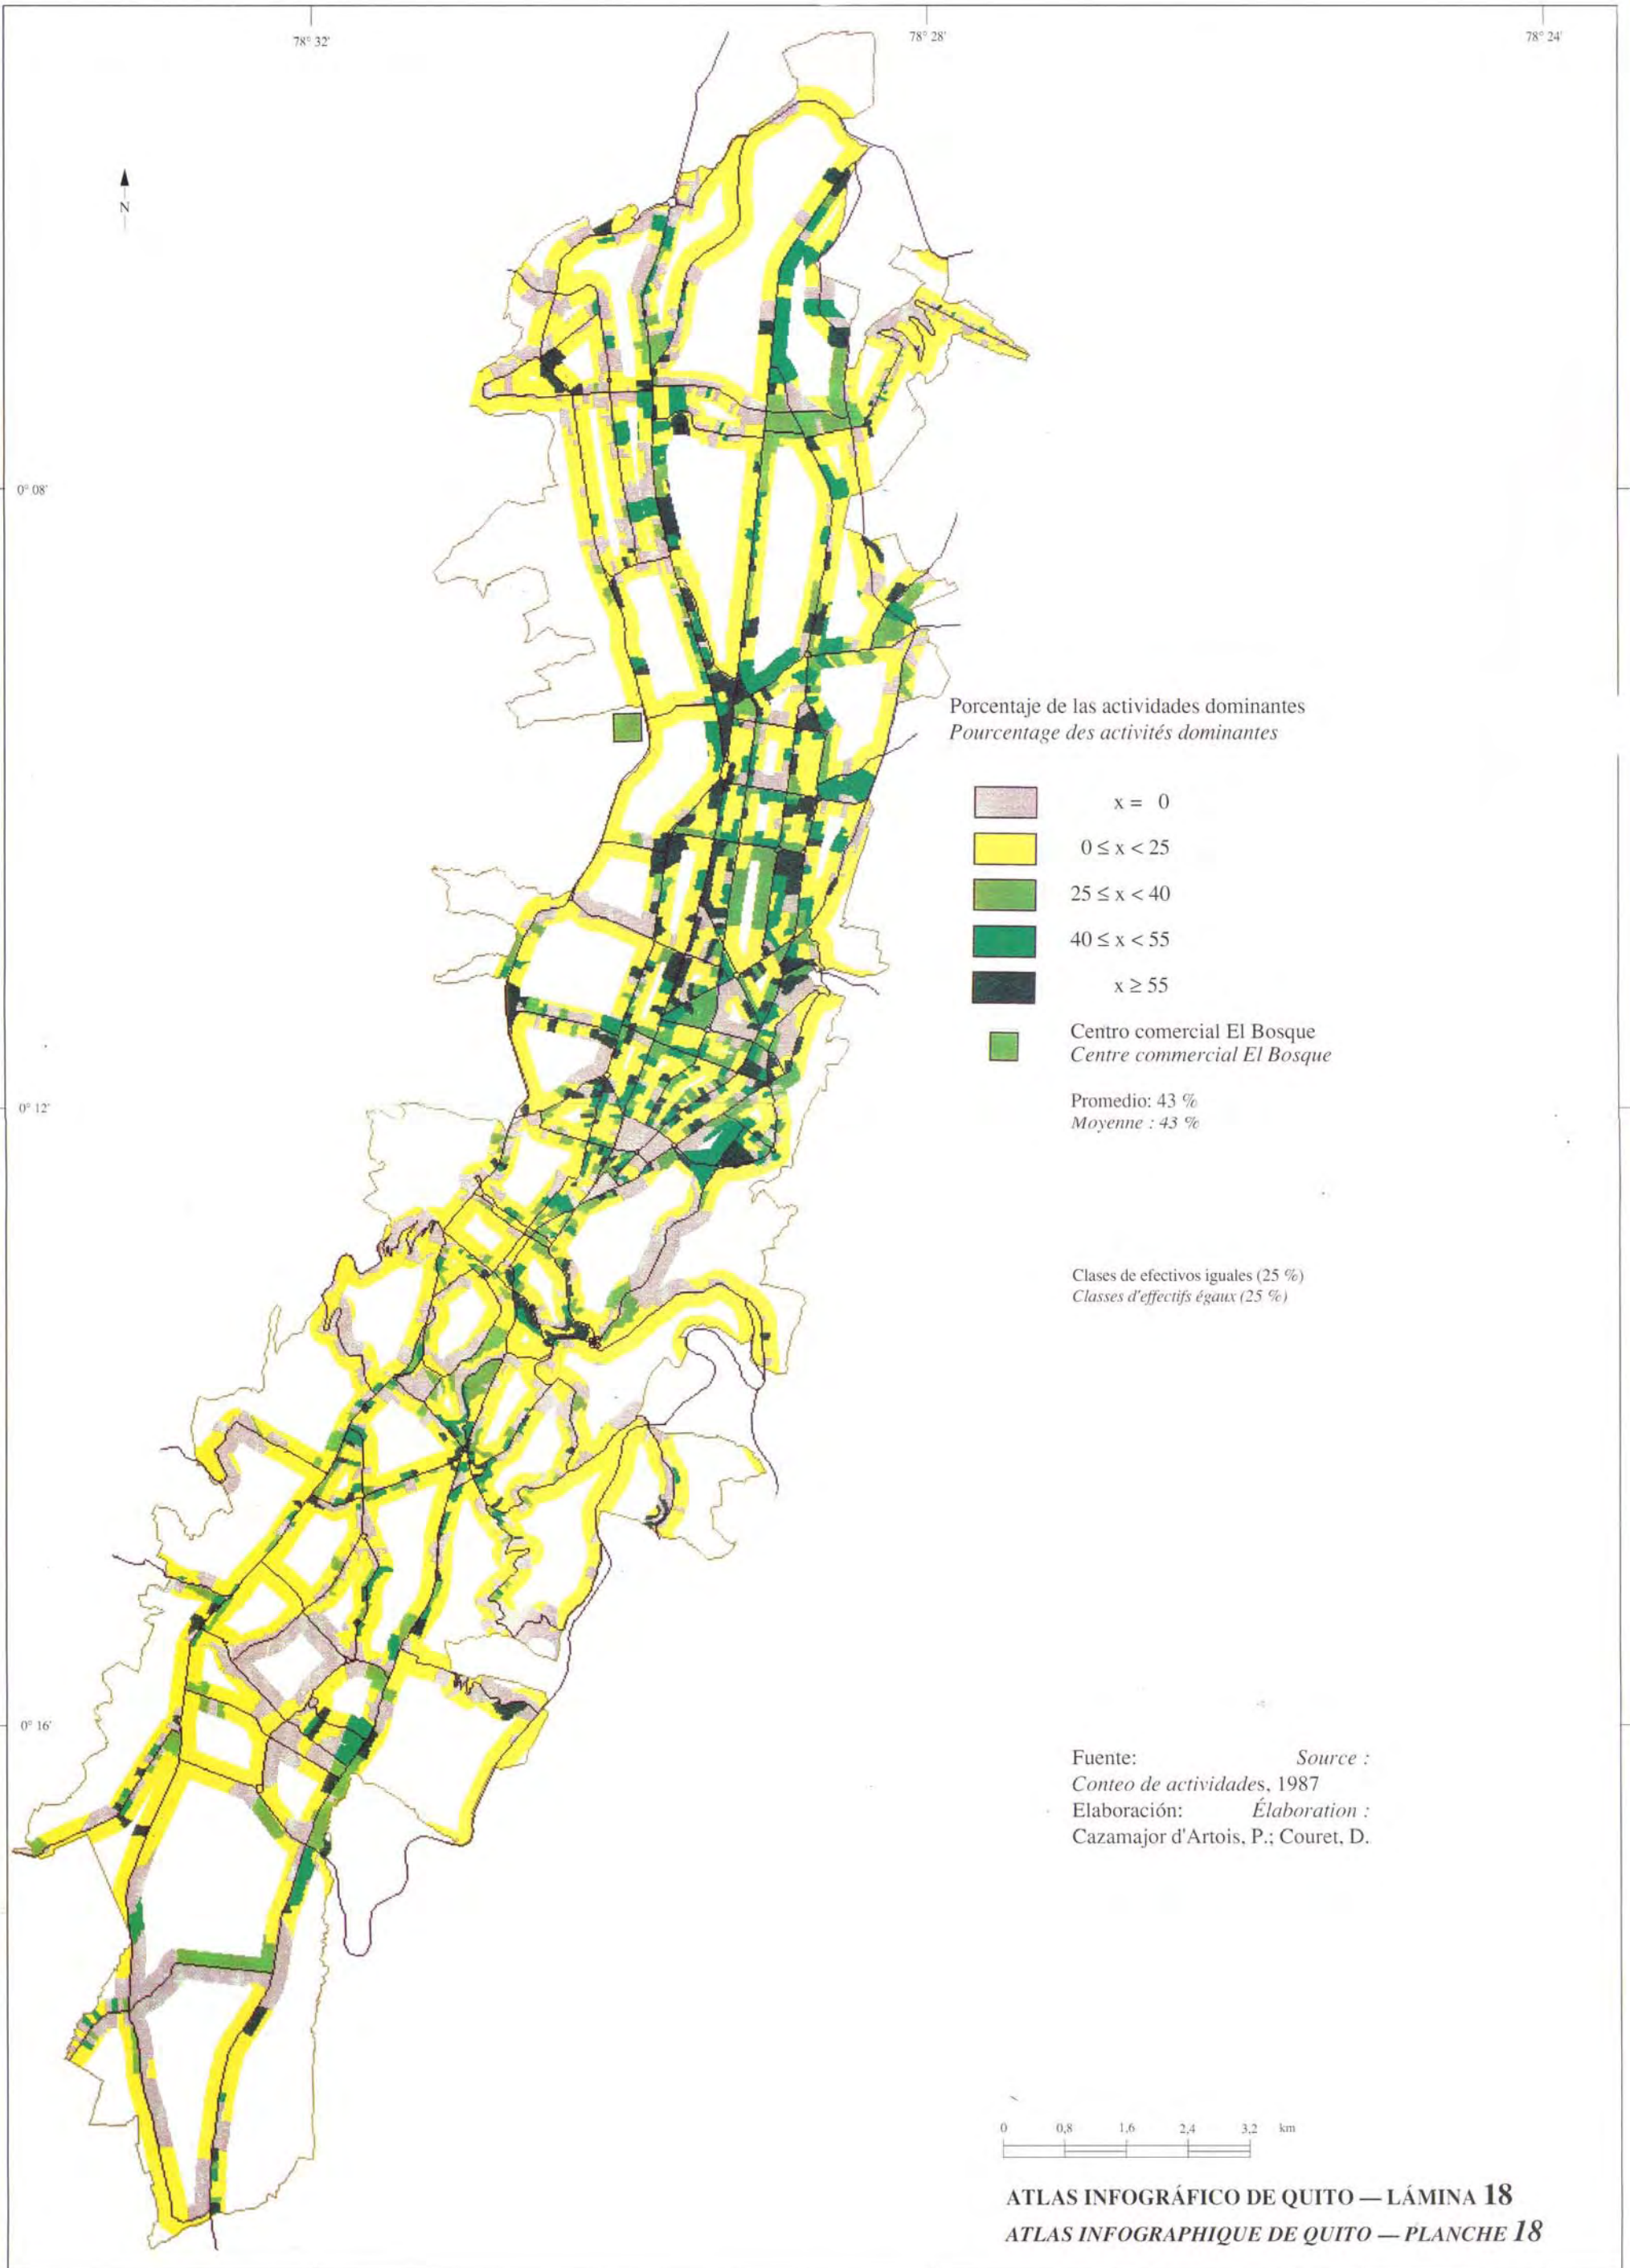 78° 32'
78° 28'
78° 24'
N
0° 08'
Porcentaje de las actividades dominantes
Pourcentage des activités dominantes
x = 0
0 ≤ x < 25
25 ≤ x < 40
40 ≤ x < 55
x ≥ 55
Centro comercial El Bosque
Centre commercial El Bosque
Promedio: 43 %
Moyenne : 43 %
0° 12'
Clases de efectivos iguales (25 %)
Classes d'effectifs égaux (25 %)
0° 16'
Fuente: Source :
Conteo de actividades, 1987
Elaboración: Élaboration :
Cazamajor d'Artois, P.; Couret, D.
0 0,8 1,6 2,4 3,2 km
ATLAS INFOGRÁFICO DE QUITO — LÁMINA 18
ATLAS INFOGRAPHIQUE DE QUITO — PLANCHE 18